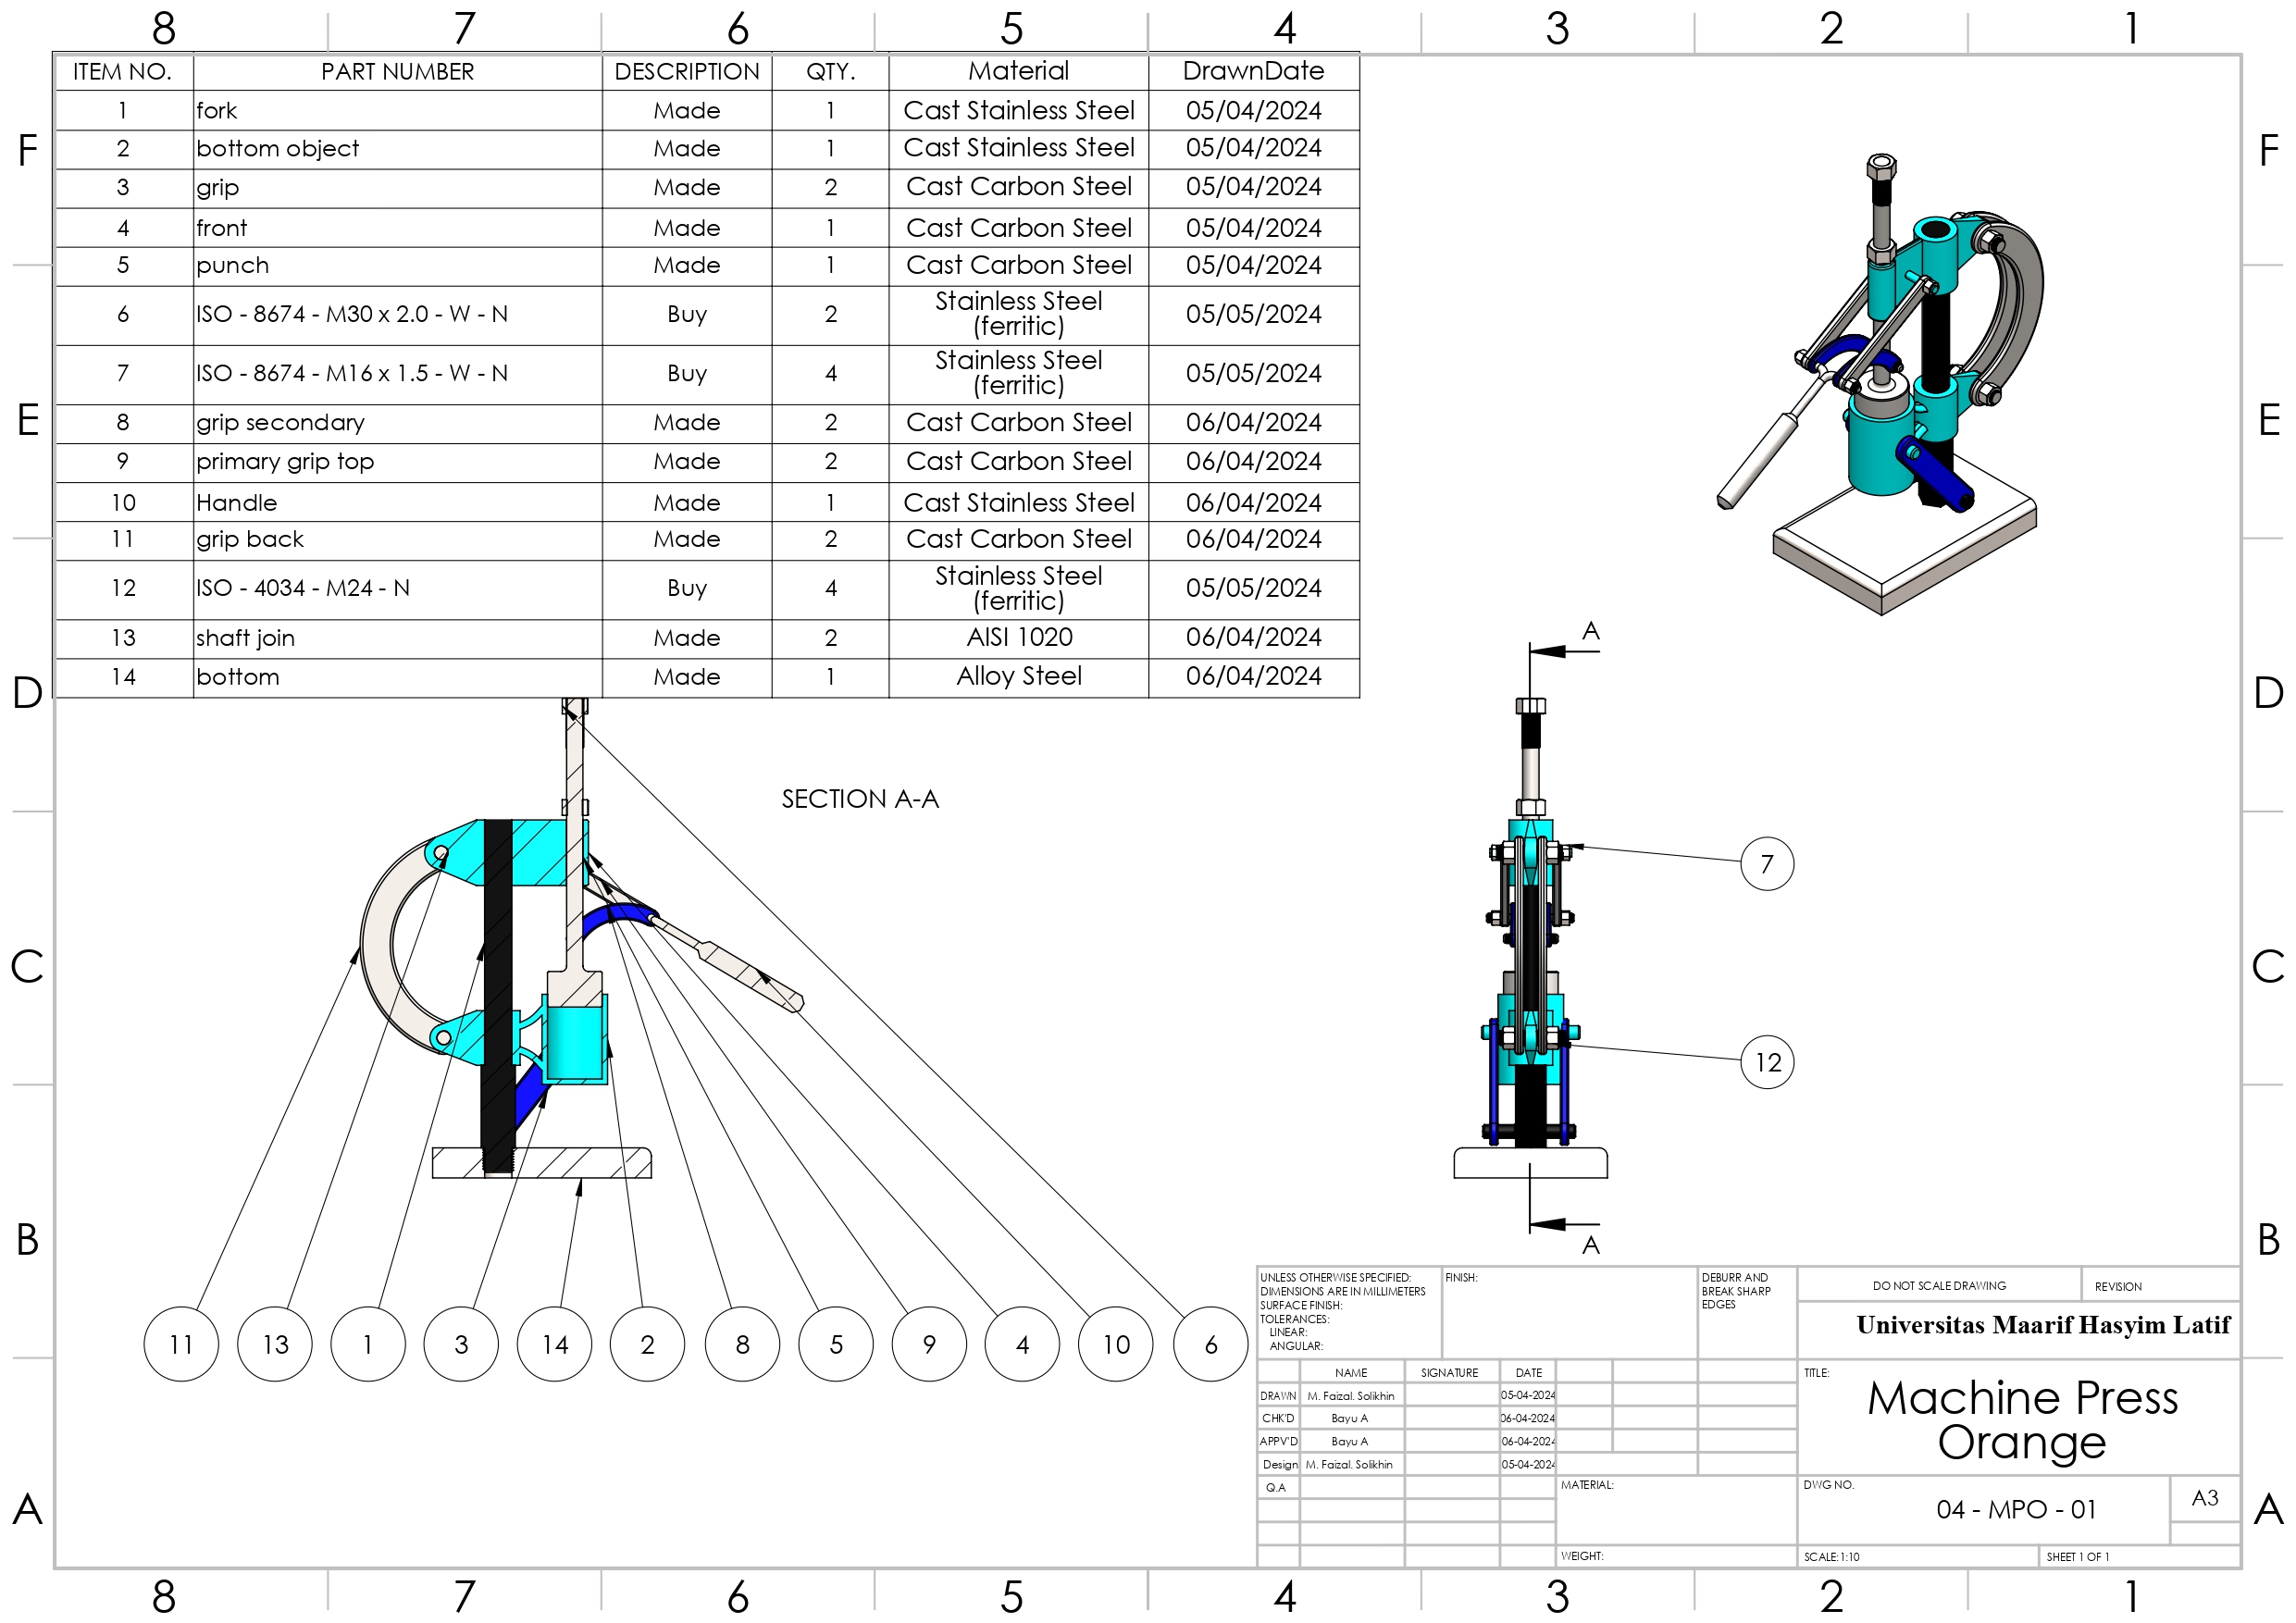 8 7 6 5 4 3 2 1
ITEM NO. PART NUMBER DESCRIPTION QTY. Material DrawnDate
1 fork Made 1 Cast Stainless Steel 05/04/2024
2 bottom object Made 1 Cast Stainless Steel 05/04/2024
3 grip Made 2 Cast Carbon Steel 05/04/2024
4 front Made 1 Cast Carbon Steel 05/04/2024
5 punch Made 1 Cast Carbon Steel 05/04/2024
6 ISO - 8674 - M30 x 2.0 - W - N Buy 2 Stainless Steel (ferritic) 05/05/2024
7 ISO - 8674 - M16 x 1.5 - W - N Buy 4 Stainless Steel (ferritic) 05/05/2024
8 grip secondary Made 2 Cast Carbon Steel 06/04/2024
9 primary grip top Made 2 Cast Carbon Steel 06/04/2024
10 Handle Made 1 Cast Stainless Steel 06/04/2024
11 grip back Made 2 Cast Carbon Steel 06/04/2024
12 ISO - 4034 - M24 - N Buy 4 Stainless Steel (ferritic) 05/05/2024
13 shaft join Made 2 AISI 1020 06/04/2024
14 bottom Made 1 Alloy Steel 06/04/2024
F F
E E
D D
C C
B B
A A
A
SECTION A-A
7
12
A
11 13 1 3 14 2 8 5 9 4 10 6
UNLESS OTHERWISE SPECIFIED:
DIMENSIONS ARE IN MILLIMETERS
SURFACE FINISH:
TOLERANCES:
LINEAR:
ANGULAR:
FINISH:
DEBURR AND
BREAK SHARP
EDGES
DO NOT SCALE DRAWING
REVISION
Universitas Maarif Hasyim Latif
NAME SIGNATURE DATE
DRAWN M. Faizal. Solikhin 05-04-2024
CHK'D Bayu A 06-04-2024
APPV'D Bayu A 06-04-2024
Design M. Faizal. Solikhin 05-04-2024
Q.A
TITLE:
Machine Press
Orange
MATERIAL:
DWG NO.
04 - MPO - 01
A3
WEIGHT:
SCALE:1:10
SHEET 1 OF 1
8 7 6 5 4 3 2 1